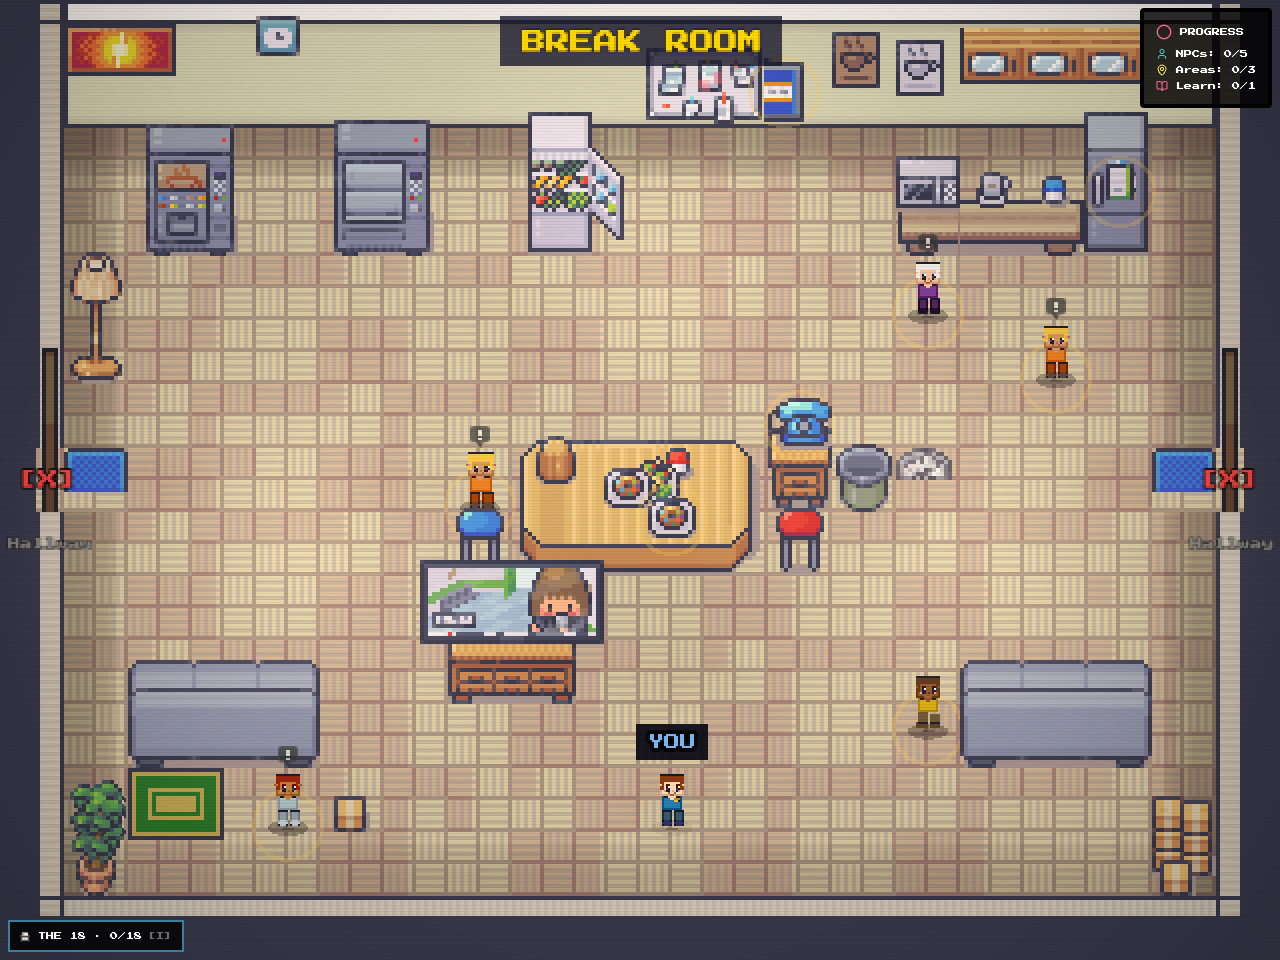 BREAK ROOM
PROGRESS
NPCs: 0/5
Areas: 0/3
Learn: 0/1
!
!
!
[X]
[X]
Hallway
Hallway
YOU
!
THE 18 · 0/18 [I]